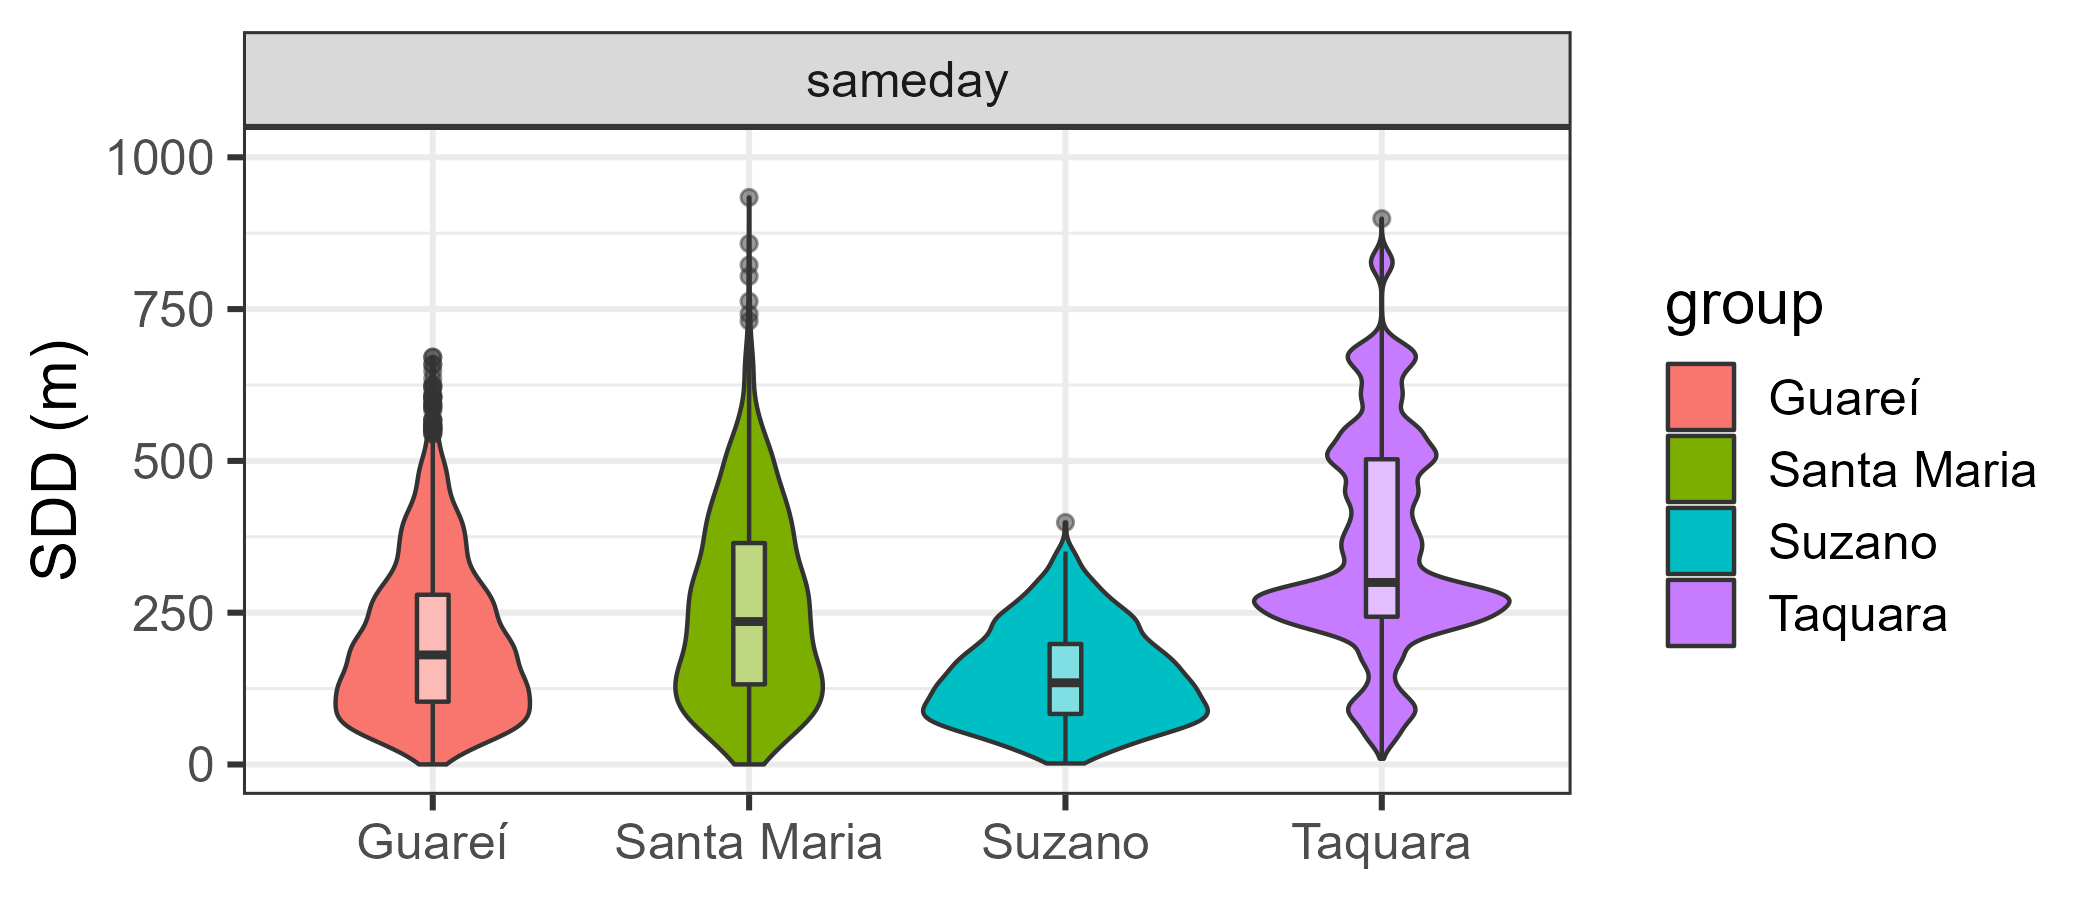 sameday
1000
750
500
250
0
SDD (m)
Guareí
Santa Maria
Suzano
Taquara
group
Guareí
Santa Maria
Suzano
Taquara